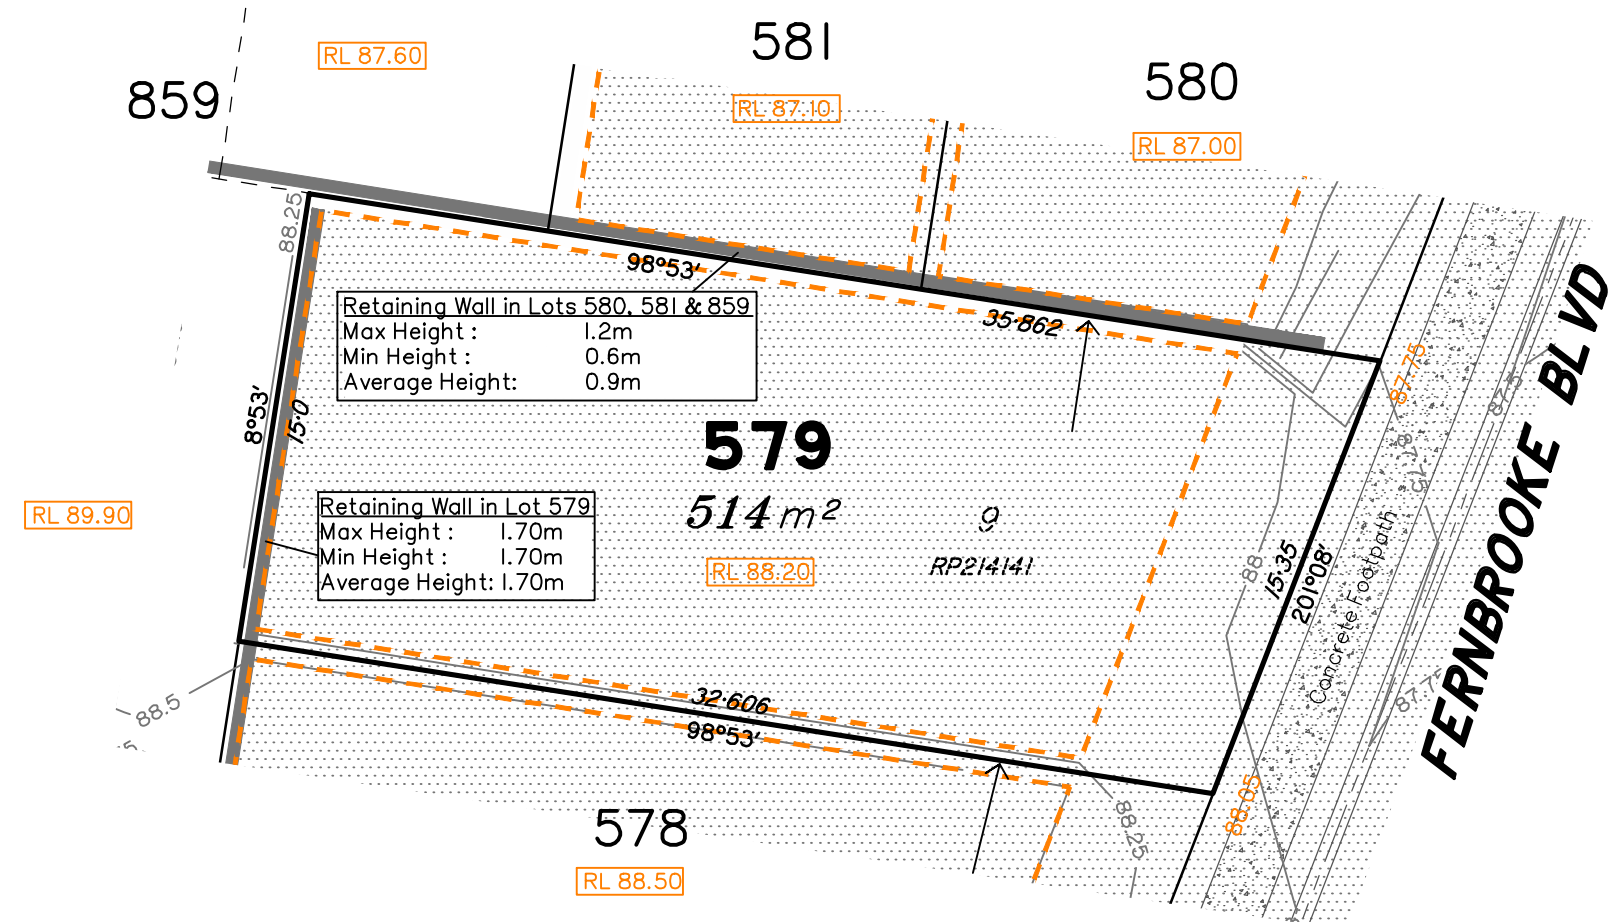 581
RL 87.60
580
859
RL 87.10
RL 87.00
88.25
98°53'
Retaining Wall in Lots 580, 581 & 859
Max Height : 1.2m
Min Height : 0.6m
Average Height: 0.9m
35·862
87.75
87.5
87.75
8°53'
15·0
579
514 m²
9
RP214141
RL 88.20
RL 89.90
Retaining Wall in Lot 579
Max Height : 1.70m
Min Height : 1.70m
Average Height: 1.70m
88
15·35
201°08'
Concrete Footpath
FERNBROOKE BLVD
88.5
32·606
98°53'
88.05
88.25
578
RL 88.50